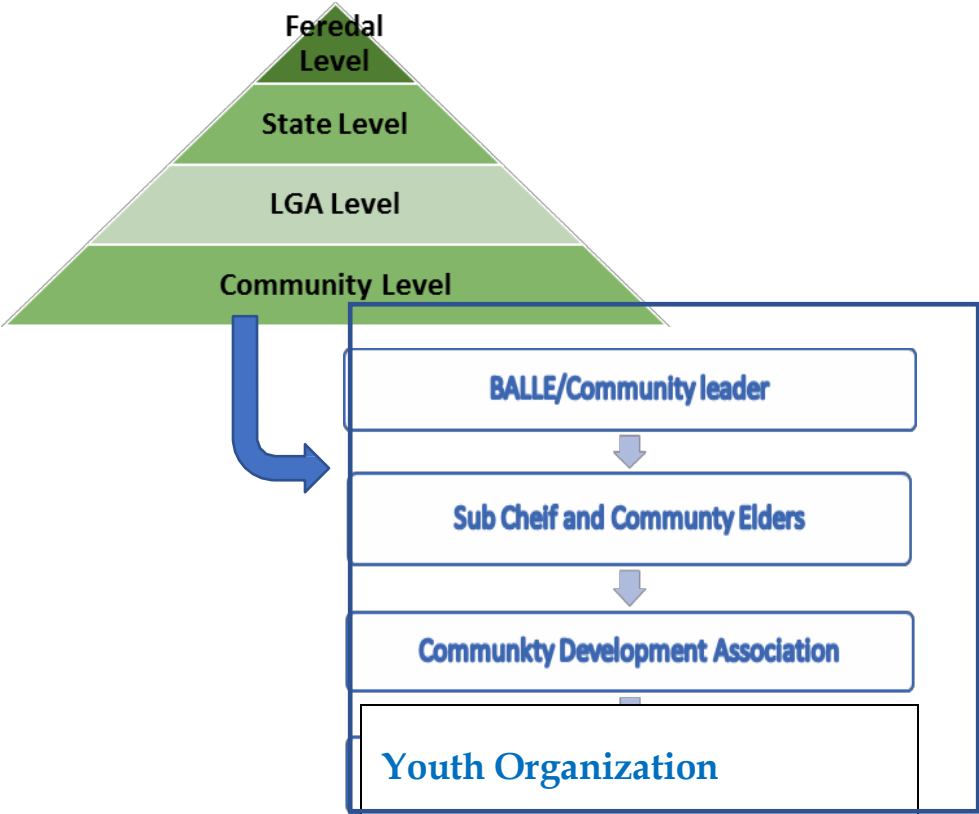 Feredal
Level
State Level
LGA Level
Community Level
BALLE/Community leader
Sub Cheif and Communty Elders
Communkty Development Association
Youth Organization